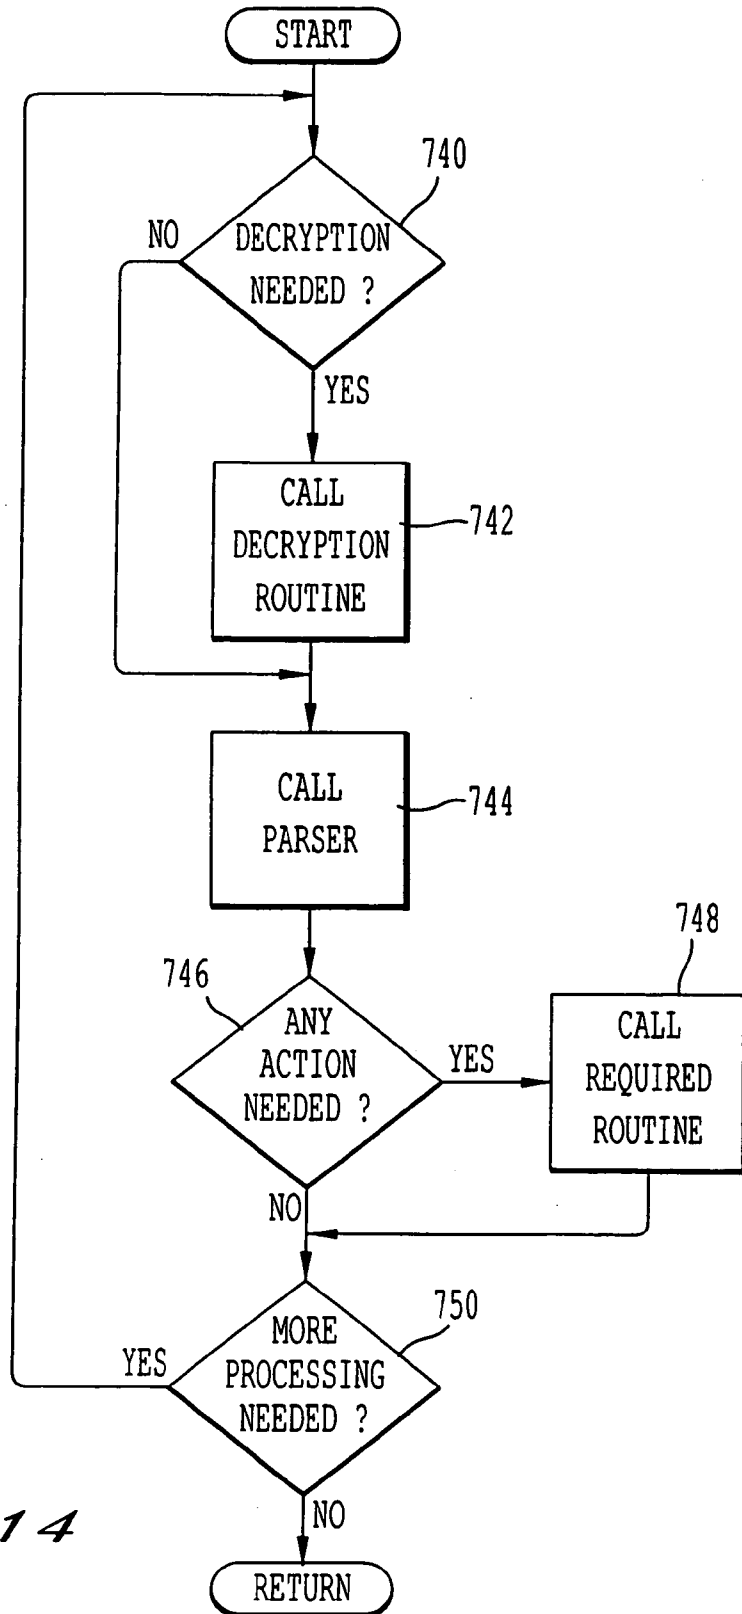 START
740
NO
DECRYPTION
NEEDED ?
YES
CALL
DECRYPTION
ROUTINE
742
CALL
PARSER
744
746
ANY
ACTION
NEEDED ?
YES
748
CALL
REQUIRED
ROUTINE
NO
750
MORE
PROCESSING
NEEDED ?
YES
NO
14
RETURN